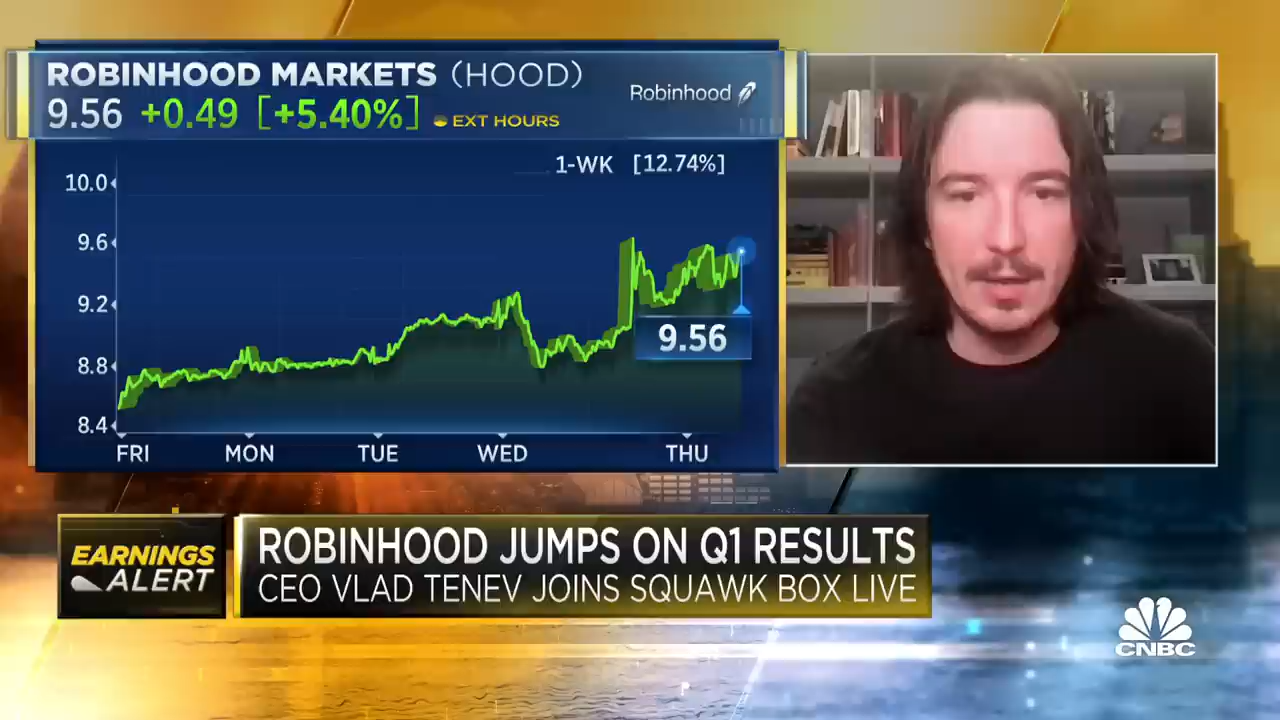 ROBINHOOD MARKETS (HOOD)
9.56 +0.49 [+5.40%] EXT HOURS
Robinhood
1-WK [12.74%]
10.0
9.6
9.2
8.8
8.4
9.56
FRI MON TUE WED THU
EARNINGS
ALERT
ROBINHOOD JUMPS ON Q1 RESULTS
CEO VLAD TENEV JOINS SQUAWK BOX LIVE
CNBC